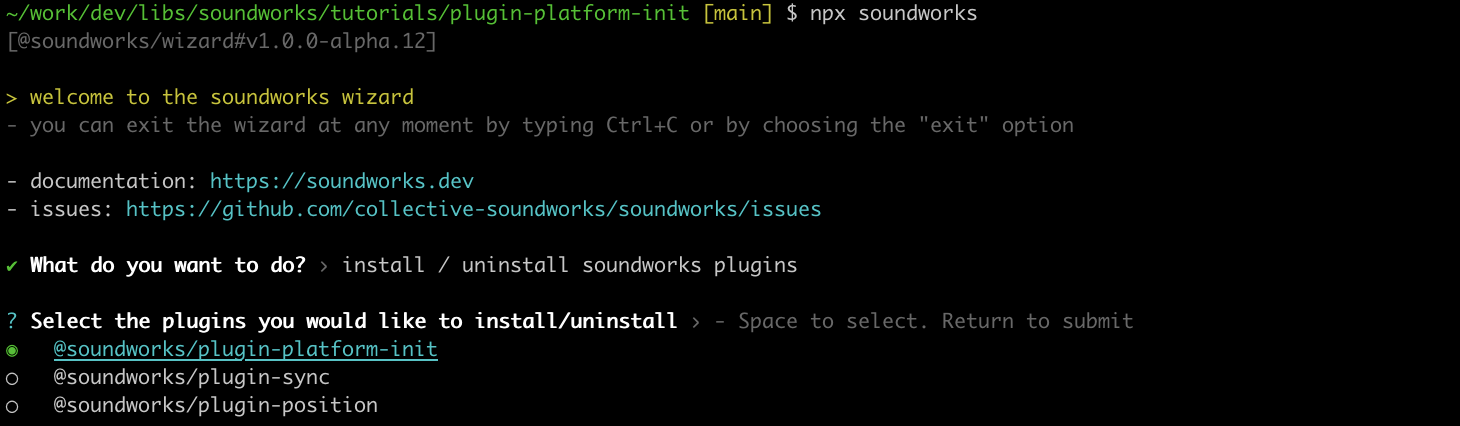 ~/work/dev/libs/soundworks/tutorials/plugin-platform-init [main] $ npx soundworks
[@soundworks/wizard#v1.0.0-alpha.12]
> welcome to the soundworks wizard
- you can exit the wizard at any moment by typing Ctrl+C or by choosing the "exit" option
- documentation: https://soundworks.dev
- issues: https://github.com/collective-soundworks/soundworks/issues
✔ What do you want to do? › install / uninstall soundworks plugins
? Select the plugins you would like to install/uninstall › - Space to select. Return to submit
◉ @soundworks/plugin-platform-init
◯ @soundworks/plugin-sync
◯ @soundworks/plugin-position